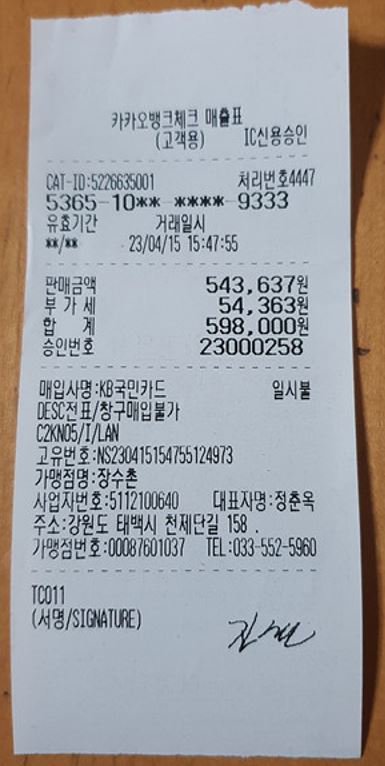 카카오뱅크체크 매출표
(고객용) IC신용승인
CAT-ID:5226635001 처리번호4447
5365-10**-****-9333
유효기간 거래일시
**/** 23/04/15 15:47:55
판매금액 543,637원
부가세 54,363원
합 계 598,000원
승인번호 23000258
매입사명:KB국민카드 일시불
DESC전표/창구매입불가
C2KN05/I/LAN
고유번호:NS230415154755124973
가맹점명:장수촌
사업자번호:5112100640 대표자명:정춘옥
주소:강원도 태백시 천제단길 158 .
가맹점번호:00087601037 TEL:033-552-5960
TC011
(서명/SIGNATURE)